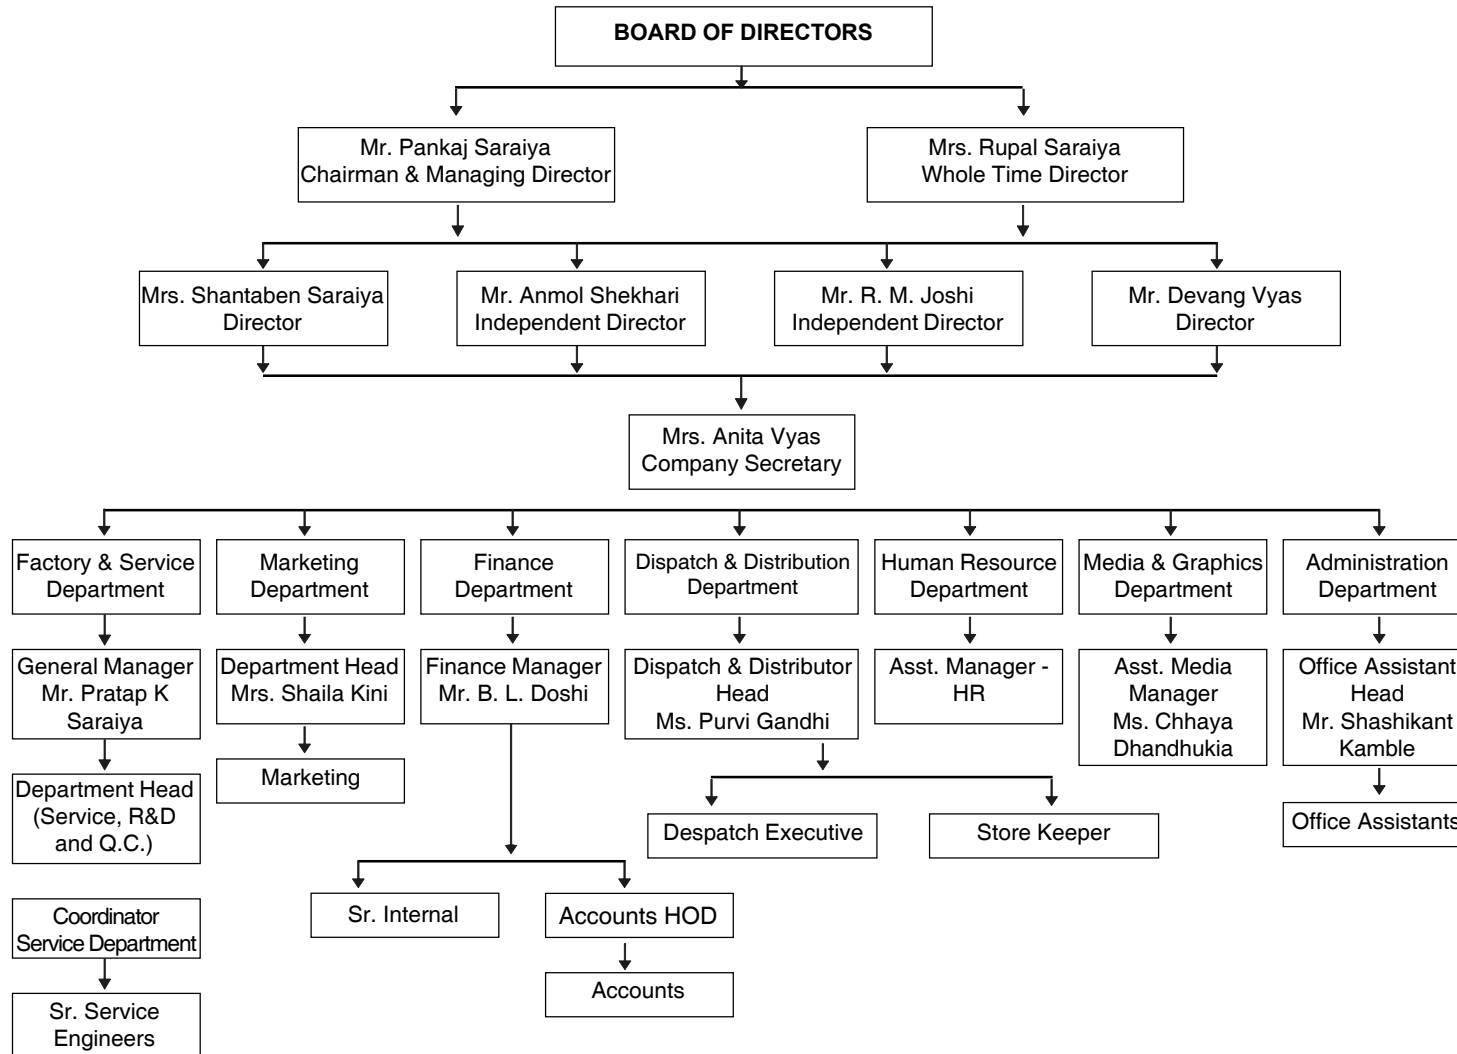 BOARD OF DIRECTORS
Mr. Pankaj Saraiya
Chairman & Managing Director
Mrs. Rupal Saraiya
Whole Time Director
Mrs. Shantaben Saraiya
Director
Mr. Anmol Shekhari
Independent Director
Mr. R. M. Joshi
Independent Director
Mr. Devang Vyas
Director
Mrs. Anita Vyas
Company Secretary
Factory & Service
Department
Marketing
Department
Finance
Department
Dispatch & Distribution
Department
Human Resource
Department
Media & Graphics
Department
Administration
Department
General Manager
Mr. Pratap K
Saraiya
Department Head
Mrs. Shaila Kini
Finance Manager
Mr. B. L. Doshi
Dispatch & Distributor
Head
Ms. Purvi Gandhi
Asst. Manager -
HR
Asst. Media
Manager
Ms. Chhaya
Dhandhukia
Office Assistant
Head
Mr. Shashikant
Kamble
Department Head
(Service, R&D
and Q.C.)
Marketing
Despatch Executive
Store Keeper
Office Assistants
Coordinator
Service Department
Sr. Internal
Accounts HOD
Sr. Service
Engineers
Accounts